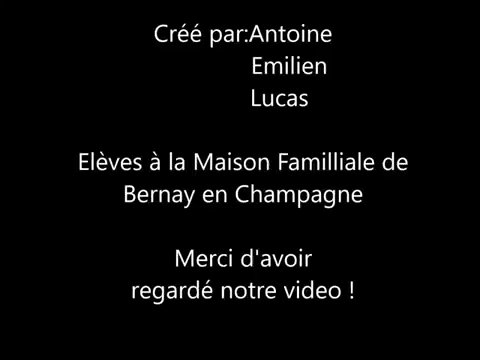 Créé par:Antoine
Emilien
Lucas
Elèves à la Maison Familliale de
Bernay en Champagne
Merci d'avoir
regardé notre video !